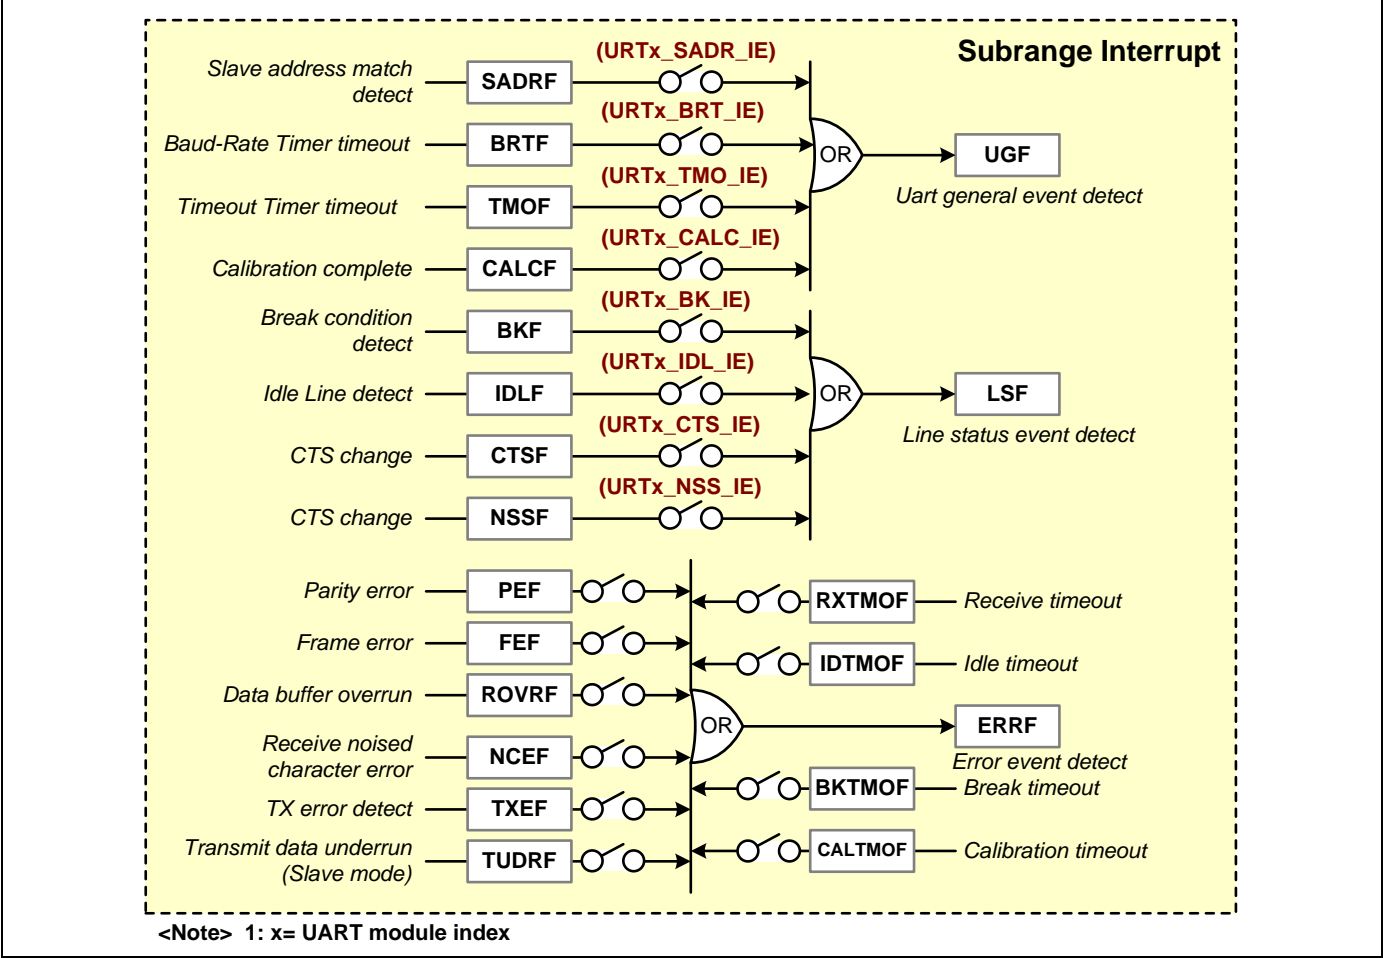 Subrange Interrupt
(URTx_SADR_IE)
Slave address match
detect
SADRF
(URTx_BRT_IE)
Baud-Rate Timer timeout
BRTF
OR
UGF
Uart general event detect
(URTx_TMO_IE)
Timeout Timer timeout
TMOF
(URTx_CALC_IE)
Calibration complete
CALCF
(URTx_BK_IE)
Break condition
detect
BKF
(URTx_IDL_IE)
Idle Line detect
IDLF
OR
LSF
Line status event detect
(URTx_CTS_IE)
CTS change
CTSF
(URTx_NSS_IE)
CTS change
NSSF
Parity error
PEF
RXTMOF
Receive timeout
Frame error
FEF
IDTMOF
Idle timeout
Data buffer overrun
ROVRF
OR
ERRF
Error event detect
Receive noised
character error
NCEF
BKTMOF
Break timeout
TX error detect
TXEF
Transmit data underrun
(Slave mode)
TUDRF
CALTMOF
Calibration timeout
<Note> 1: x= UART module index